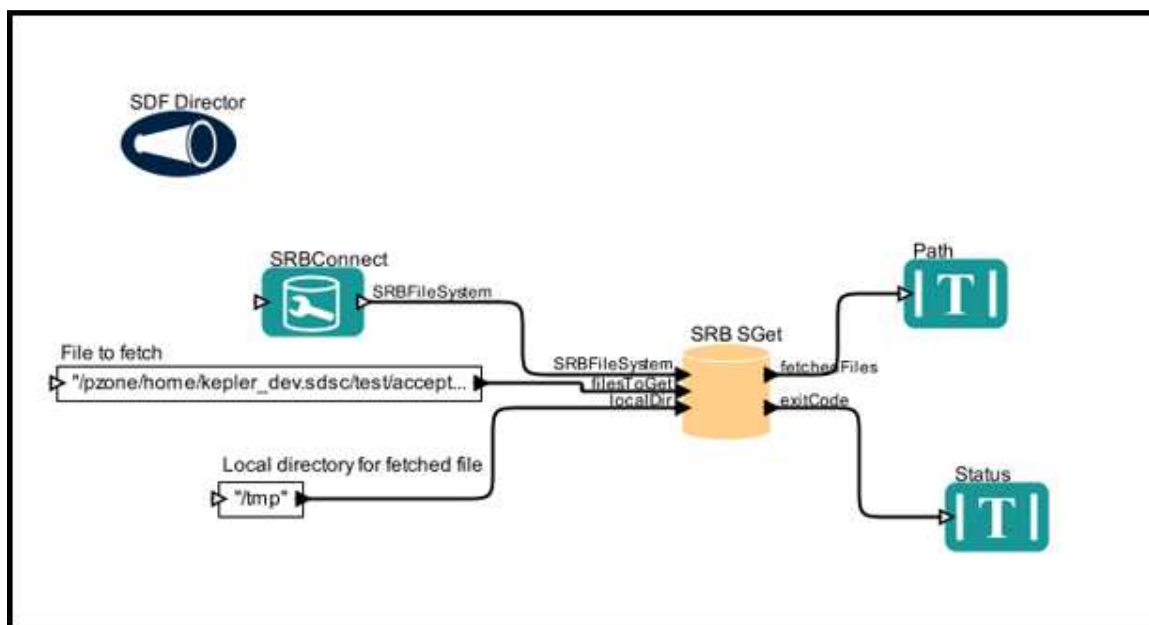 SDF Director
SRBConnect
SRBFileSystem
Path
T
SRB SGet
File to fetch
"/pzone/home/kepler_dev.sdsc/test/accept...
SRBFileSystem
filesToGet
localDir
fetchedFiles
exitCode
Local directory for fetched file
"/tmp"
Status
T